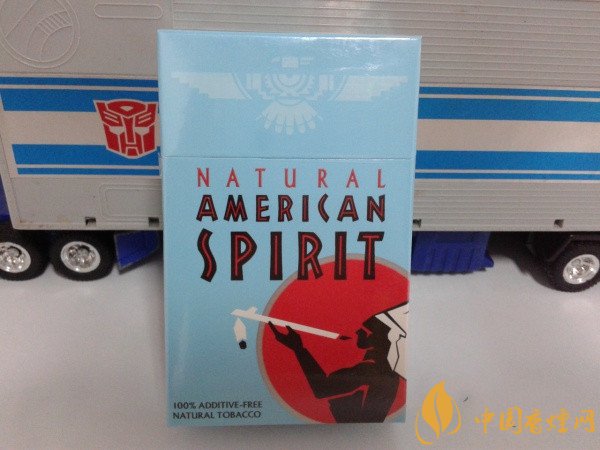 NATURAL
AMERICAN
SPIRIT
100% ADDITIVE-FREE
NATURAL TOBACCO
中国香烟网